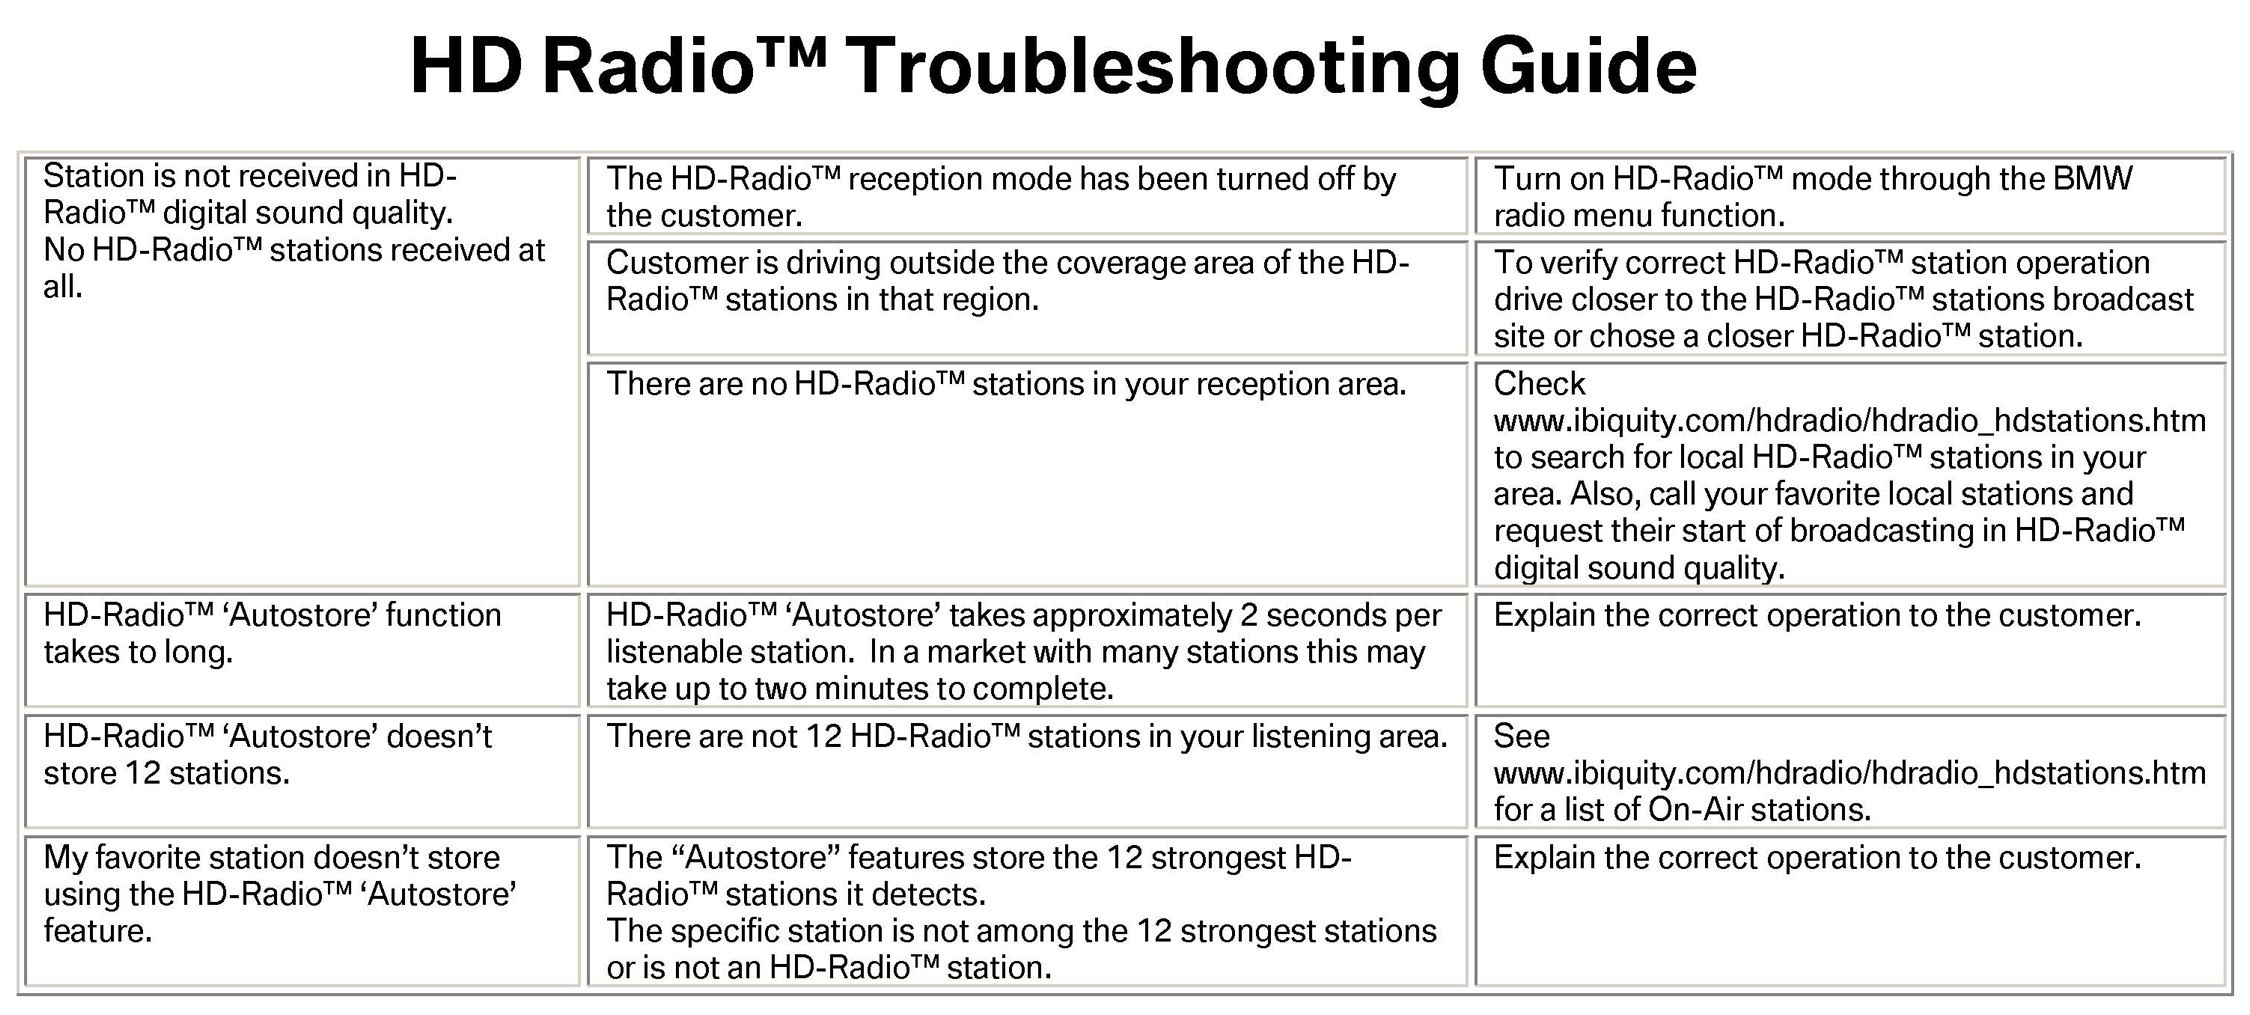 HD Radio™ Troubleshooting Guide
Station is not received in HD-
Radio™ digital sound quality.
No HD-Radio™ stations received at
all.
The HD-Radio™ reception mode has been turned off by
the customer.
Turn on HD-Radio™ mode through the BMW
radio menu function.
Customer is driving outside the coverage area of the HD-
Radio™ stations in that region.
To verify correct HD-Radio™ station operation
drive closer to the HD-Radio™ stations broadcast
site or chose a closer HD-Radio™ station.
There are no HD-Radio™ stations in your reception area.
Check
www.ibiquity.com/hdradio/hdradio_hdstations.htm
to search for local HD-Radio™ stations in your
area. Also, call your favorite local stations and
request their start of broadcasting in HD-Radio™
digital sound quality.
HD-Radio™ ‘Autostore’ function
takes to long.
HD-Radio™ ‘Autostore’ takes approximately 2 seconds per
listenable station.  In a market with many stations this may
take up to two minutes to complete.
Explain the correct operation to the customer.
HD-Radio™ ‘Autostore’ doesn’t
store 12 stations.
There are not 12 HD-Radio™ stations in your listening area.
See
www.ibiquity.com/hdradio/hdradio_hdstations.htm
for a list of On-Air stations.
My favorite station doesn’t store
using the HD-Radio™ ‘Autostore’
feature.
The “Autostore” features store the 12 strongest HD-
Radio™ stations it detects.
The specific station is not among the 12 strongest stations
or is not an HD-Radio™ station.
Explain the correct operation to the customer.